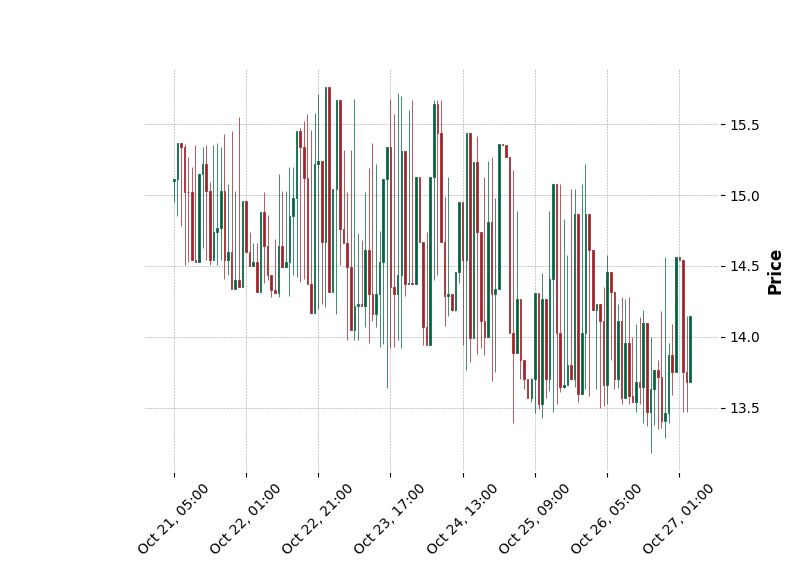 15.5
15.0
14.5
14.0
13.5
Price
Oct 21, 05:00
Oct 22, 01:00
Oct 22, 21:00
Oct 23, 17:00
Oct 24, 13:00
Oct 25, 09:00
Oct 26, 05:00
Oct 27, 01:00